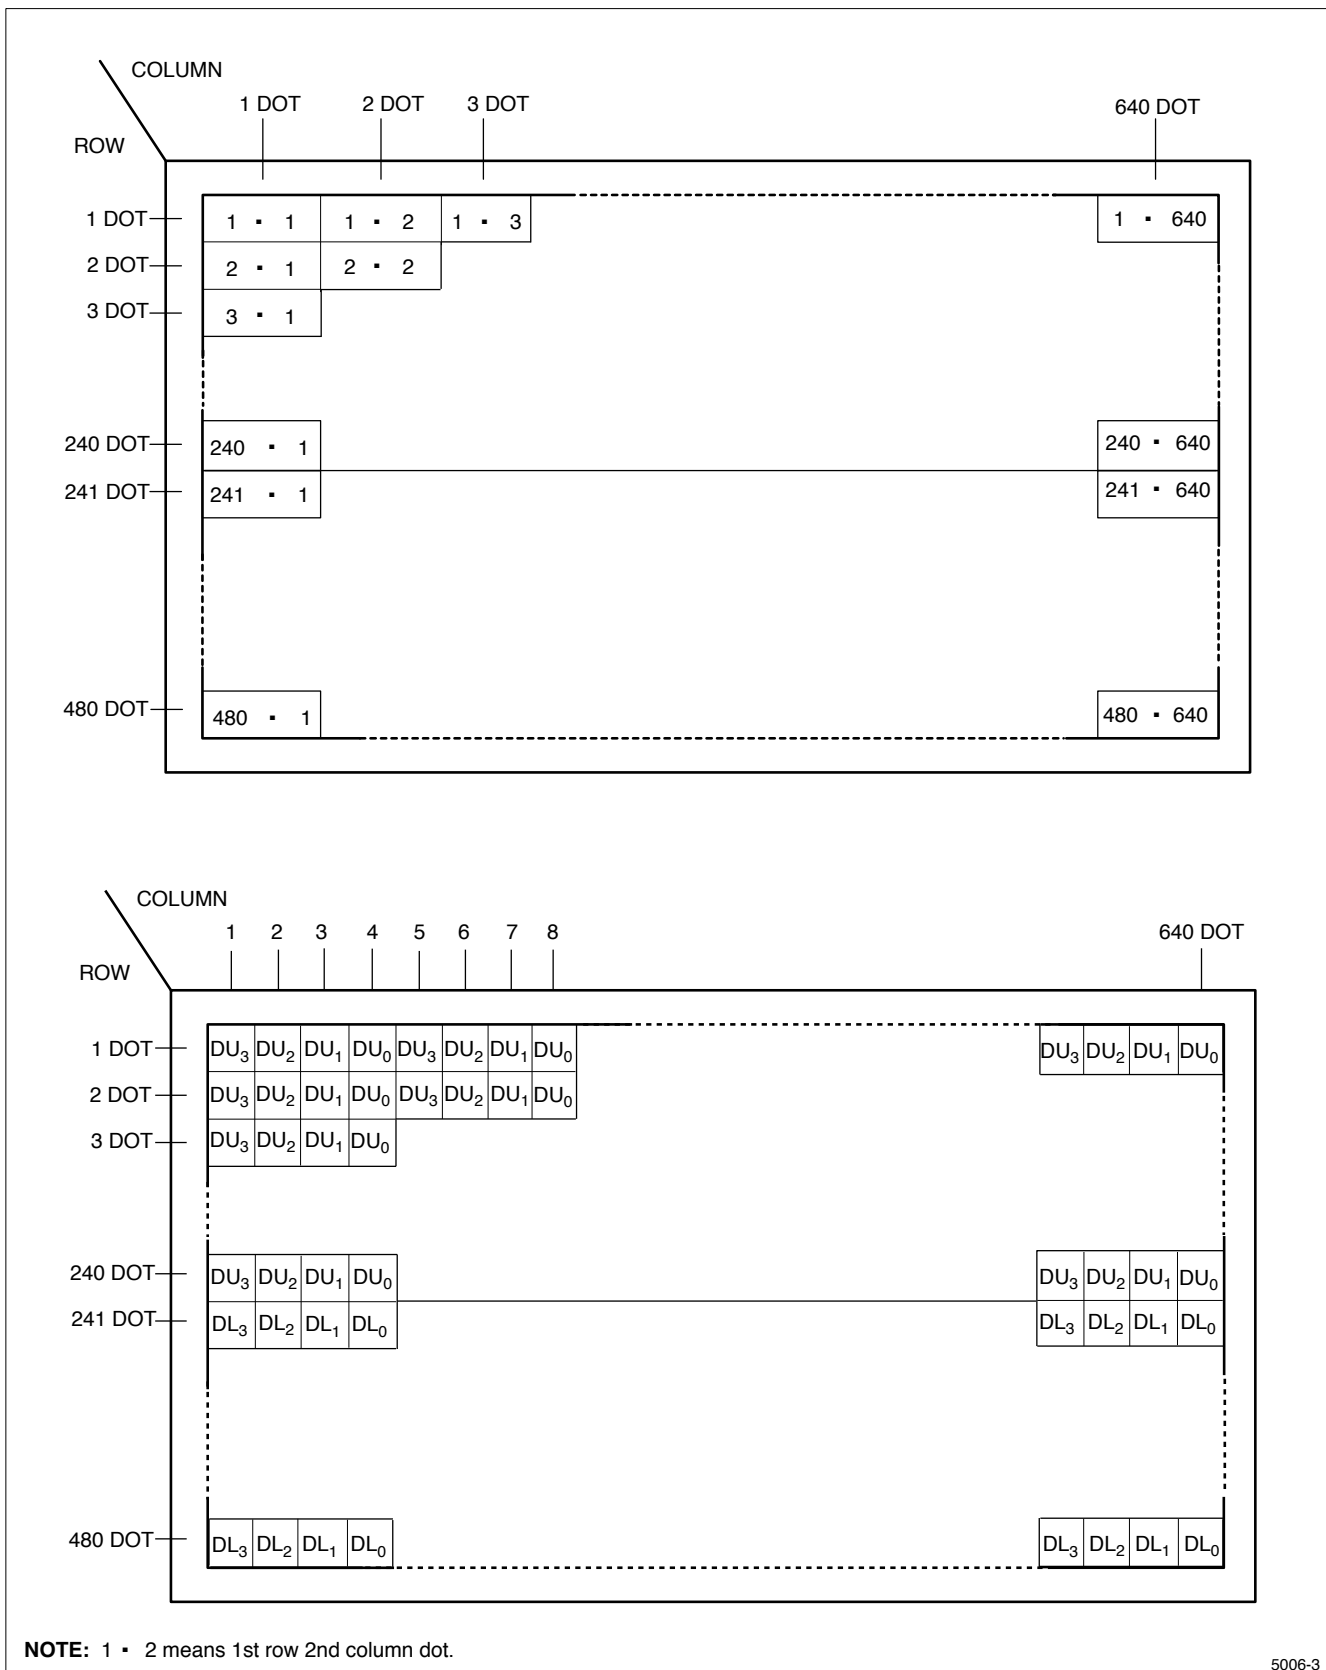 COLUMN
1 DOT 2 DOT 3 DOT 640 DOT
ROW
1 DOT 1 ▪ 1 1 ▪ 2 1 ▪ 3 1 ▪ 640
2 DOT 2 ▪ 1 2 ▪ 2
3 DOT 3 ▪ 1
240 DOT 240 ▪ 1 240 ▪ 640
241 DOT 241 ▪ 1 241 ▪ 640
480 DOT 480 ▪ 1 480 ▪ 640
COLUMN
1 2 3 4 5 6 7 8 640 DOT
ROW
1 DOT DU₃ DU₂ DU₁ DU₀ DU₃ DU₂ DU₁ DU₀ DU₃ DU₂ DU₁ DU₀
2 DOT DU₃ DU₂ DU₁ DU₀ DU₃ DU₂ DU₁ DU₀
3 DOT DU₃ DU₂ DU₁ DU₀
240 DOT DU₃ DU₂ DU₁ DU₀ DU₃ DU₂ DU₁ DU₀
241 DOT DL₃ DL₂ DL₁ DL₀ DL₃ DL₂ DL₁ DL₀
480 DOT DL₃ DL₂ DL₁ DL₀ DL₃ DL₂ DL₁ DL₀
NOTE: 1 ▪ 2 means 1st row 2nd column dot.
5006-3